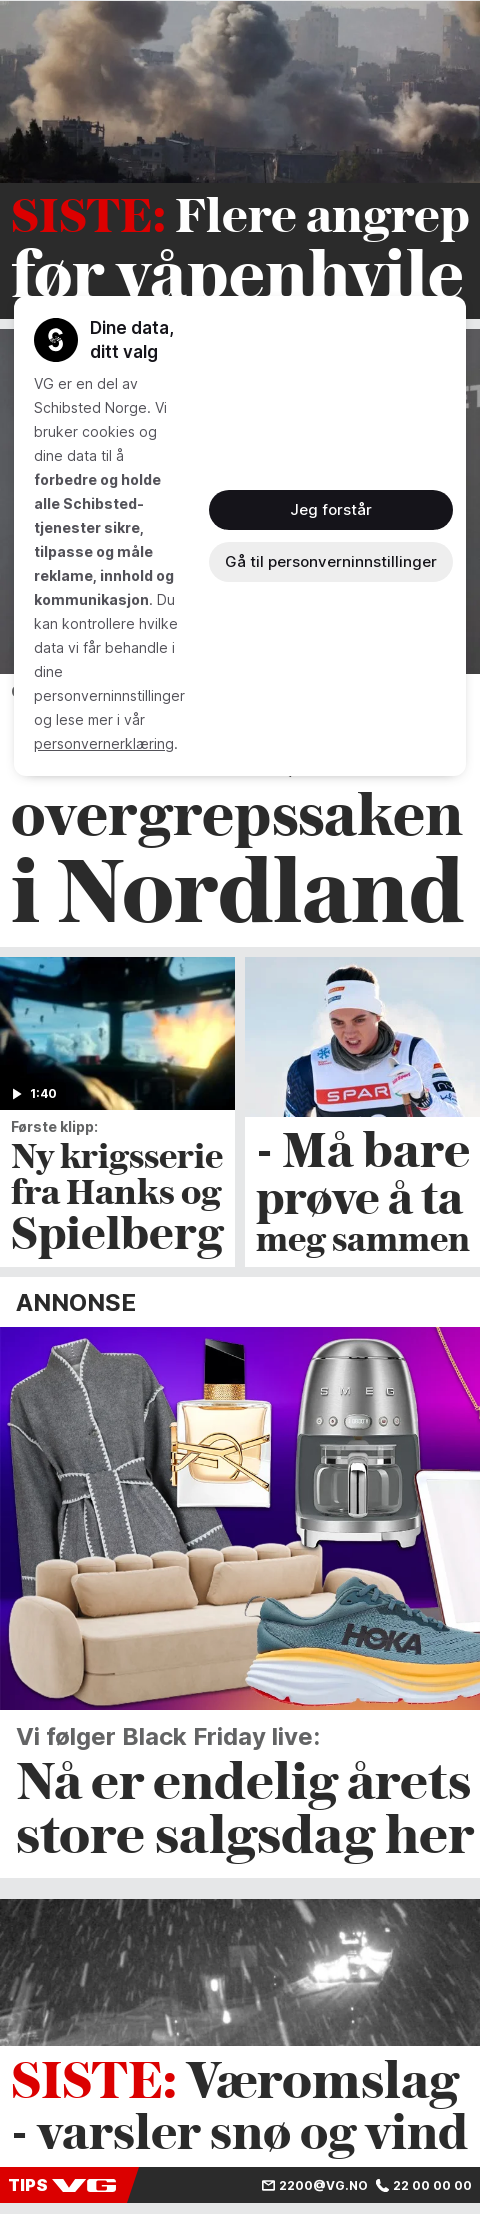 SISTE: Flere angrep
før våpenhvile
Dine data,
ditt valg
VG er en del av
Schibsted Norge. Vi
bruker cookies og
dine data til å
forbedre og holde
alle Schibsted-
tjenester sikre,
tilpasse og måle
reklame, innhold og
kommunikasjon. Du
kan kontrollere hvilke
data vi får behandle i
dine
personverninnstillinger
og lese mer i vår
personvernerklæring.
Jeg forstår
Gå til personverninnstillinger
overgrepssaken
i Nordland
1:40
Første klipp:
Ny krigsserie
fra Hanks og
Spielberg
SPAR
- Må bare
prøve å ta
meg sammen
ANNONSE
SMEG
HOKA
Vi følger Black Friday live:
Nå er endelig årets
store salgsdag her
SISTE: Væromslag
- varsler snø og vind
TIPS VG
2200@VG.NO 22 00 00 00